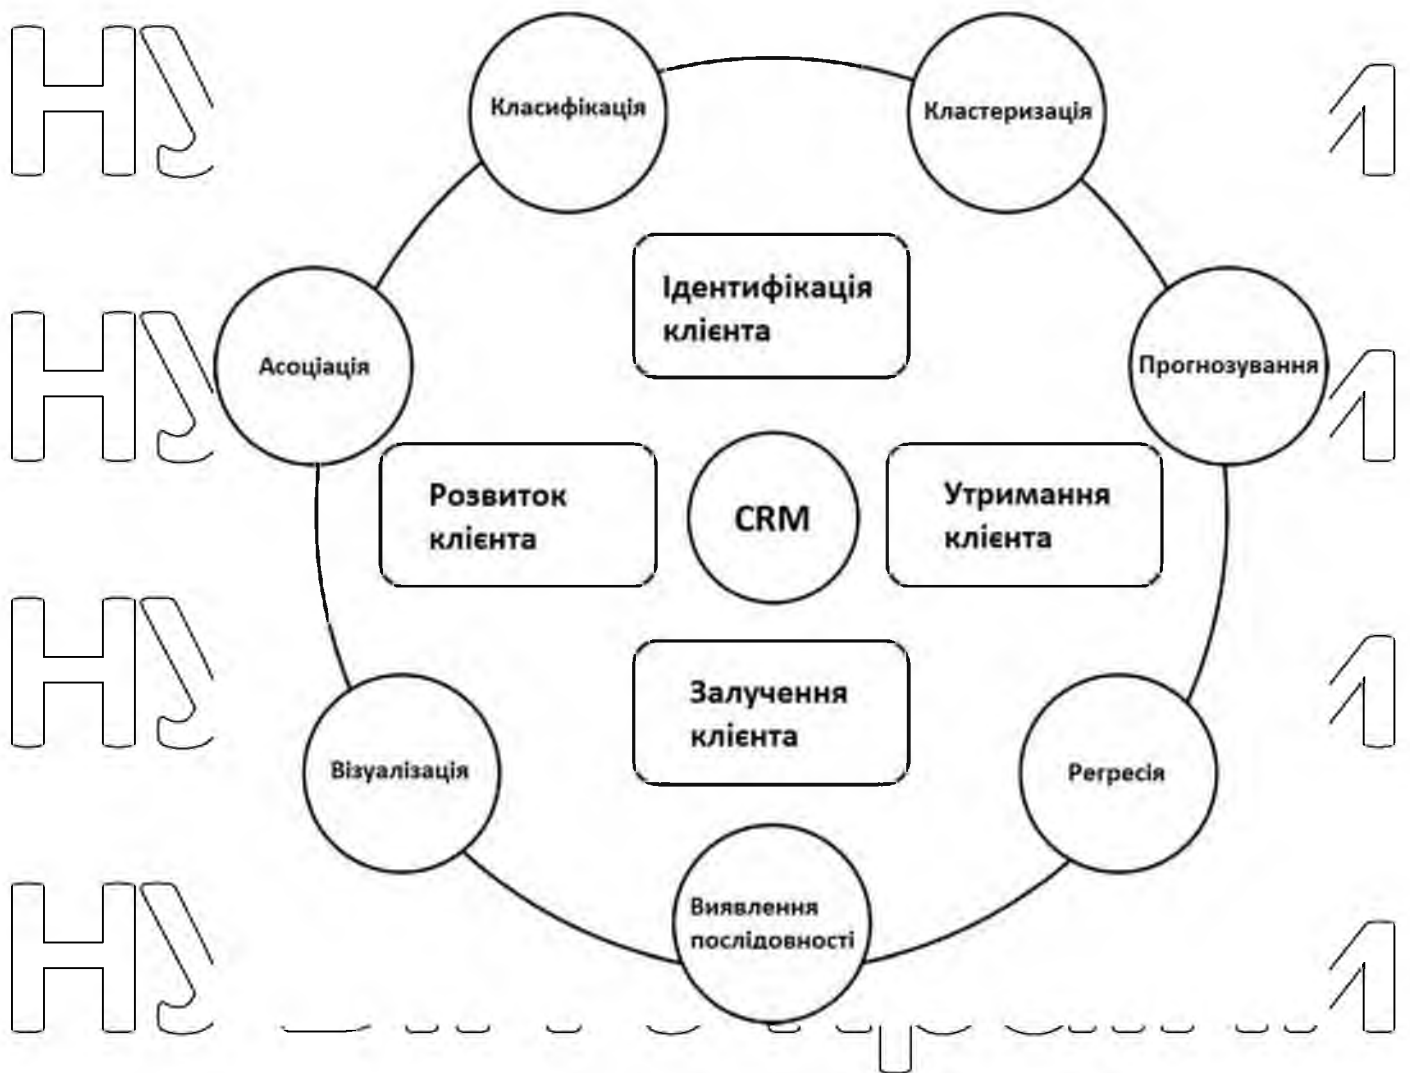 Класифікація
Кластеризація
Ідентифікація
клієнта
Асоціація
Прогнозування
Розвиток
клієнта
CRM
Утримання
клієнта
Залучення
клієнта
Візуалізація
Регресія
Виявлення
послідовності